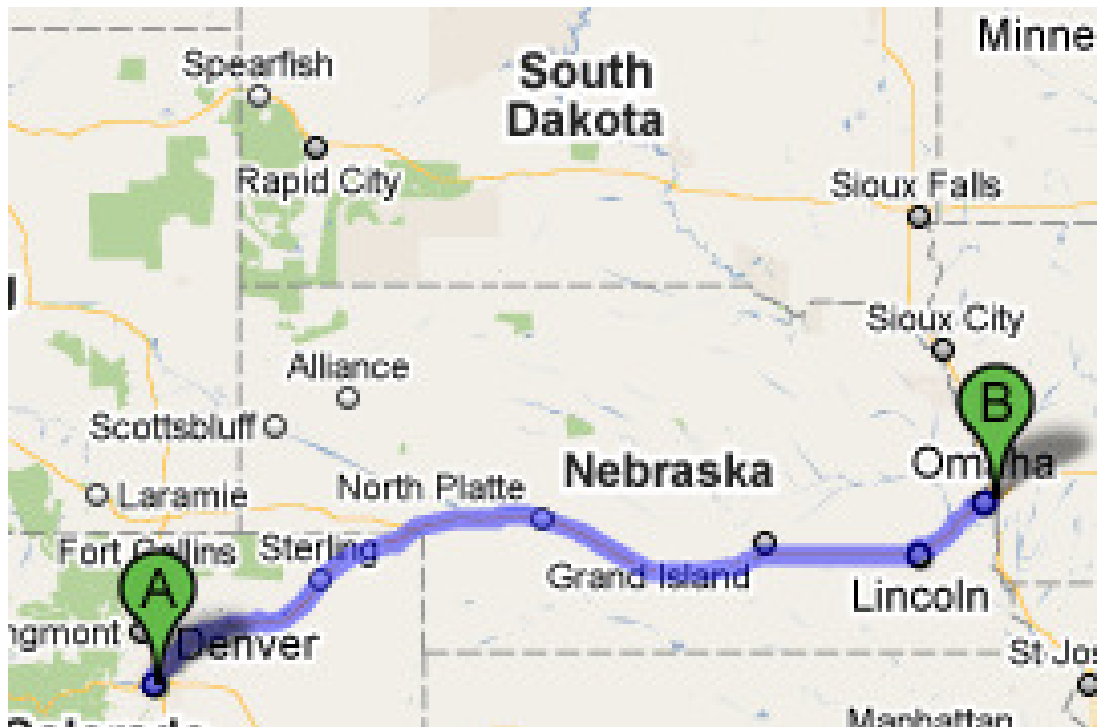 Minne
Spearfish
South
Dakota
Rapid City
Sioux Falls
Sioux City
Alliance
B
Scottsbluff
Nebraska
Omaha
North Platte
Laramie
Fort Collins
Sterling
Grand Island
A
Lincoln
ngmont
Denver
St Jos
Colorado
Manhattan